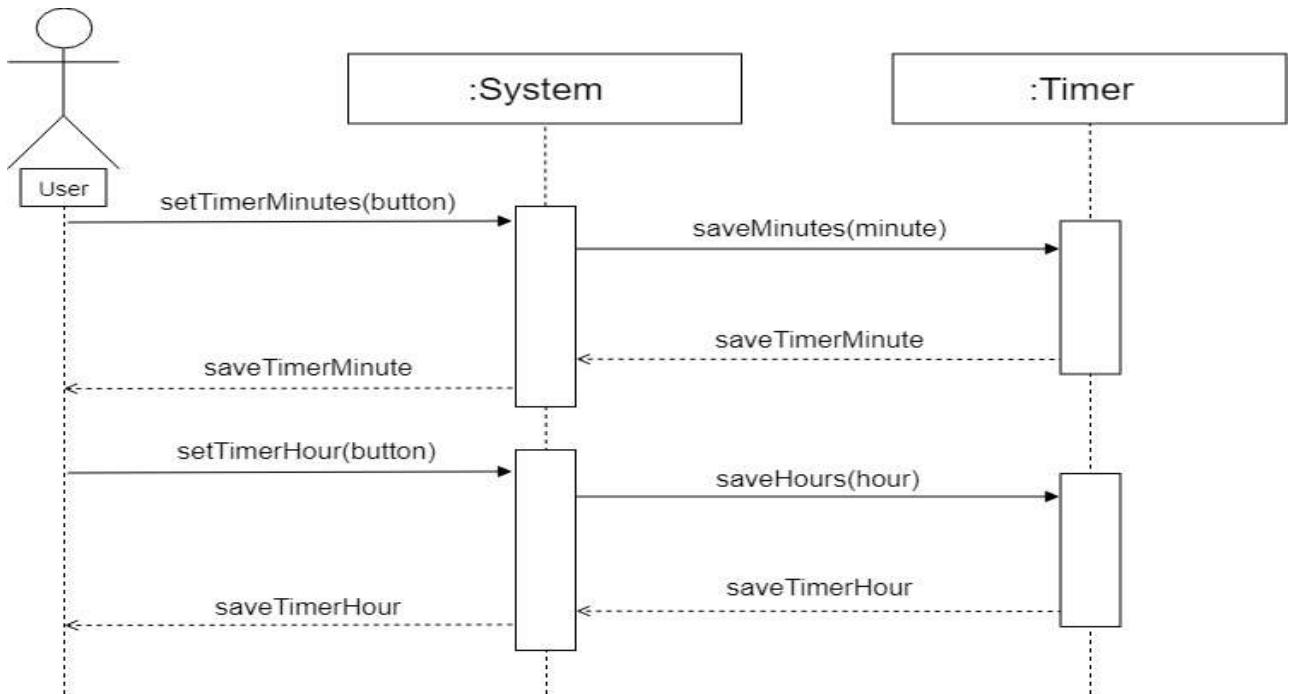 :System
:Timer
User
setTimerMinutes(button)
saveMinutes(minute)
saveTimerMinute
saveTimerMinute
setTimerHour(button)
saveHours(hour)
saveTimerHour
saveTimerHour